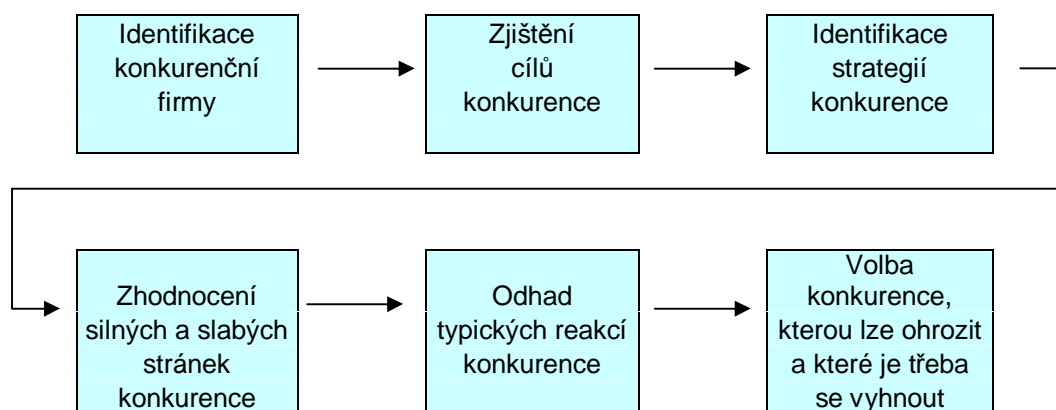 Identifikace
konkurenční
firmy
Zjištění
cílů
konkurence
Identifikace
strategií
konkurence
Zhodnocení
silných a slabých
stránek
konkurence
Odhad
typických reakcí
konkurence
Volba
konkurence,
kterou lze ohrozit
a které je třeba
se vyhnout